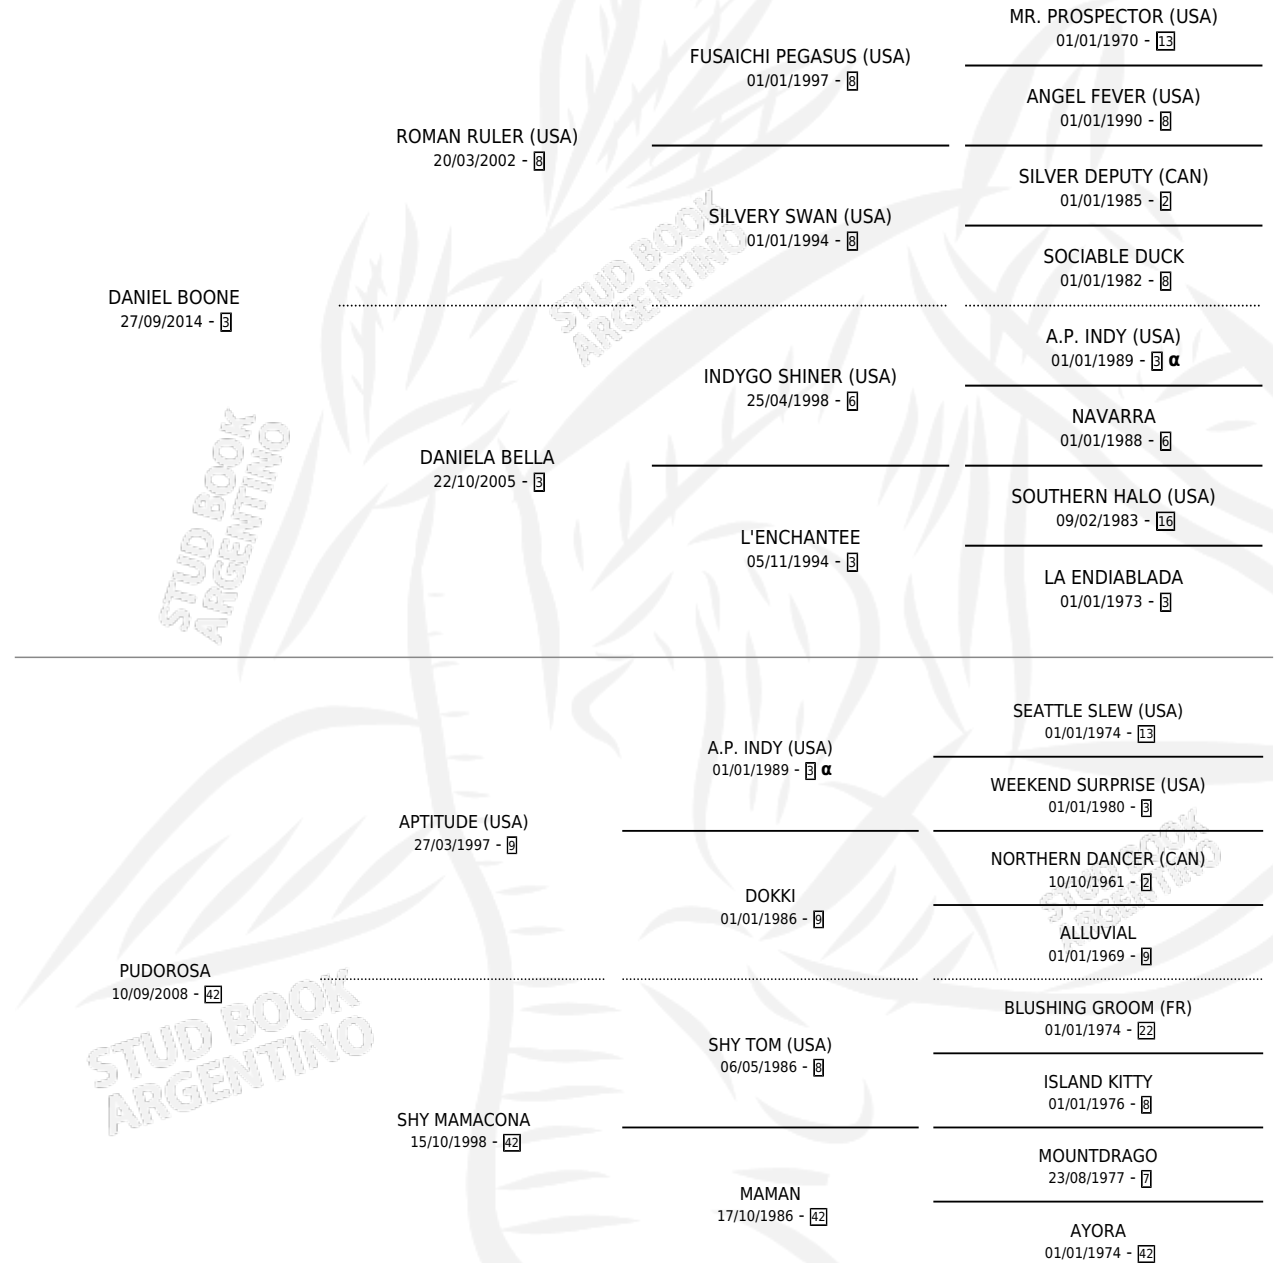 MR. PROSPECTOR (USA)
01/01/1970 - 13
FUSAICHI PEGASUS (USA)
01/01/1997 - 8
ANGEL FEVER (USA)
01/01/1990 - 8
ROMAN RULER (USA)
20/03/2002 - 8
SILVER DEPUTY (CAN)
01/01/1985 - 2
SILVERY SWAN (USA)
01/01/1994 - 8
SOCIABLE DUCK
01/01/1982 - 8
STUD BOOK
ARGENTINO
DANIEL BOONE
27/09/2014 - 3
A.P. INDY (USA)
01/01/1989 - 3 α
INDYGO SHINER (USA)
25/04/1998 - 6
NAVARRA
01/01/1988 - 6
DANIELA BELLA
22/10/2005 - 3
SOUTHERN HALO (USA)
09/02/1983 - 16
L'ENCHANTEE
05/11/1994 - 3
LA ENDIABLADA
01/01/1973 - 3
STUD BOOK
ARGENTINO
SEATTLE SLEW (USA)
01/01/1974 - 13
A.P. INDY (USA)
01/01/1989 - 3 α
WEEKEND SURPRISE (USA)
01/01/1980 - 3
APTITUDE (USA)
27/03/1997 - 9
NORTHERN DANCER (CAN)
10/10/1961 - 2
DOKKI
01/01/1986 - 9
ALLUVIAL
01/01/1969 - 9
STUD BOOK
ARGENTINO
PUDOROSA
10/09/2008 - 42
BLUSHING GROOM (FR)
01/01/1974 - 22
SHY TOM (USA)
06/05/1986 - 8
ISLAND KITTY
01/01/1976 - 8
SHY MAMACONA
15/10/1998 - 42
MOUNTDRAGO
23/08/1977 - 7
MAMAN
17/10/1986 - 42
AYORA
01/01/1974 - 42
STUD BOOK
ARGENTINO